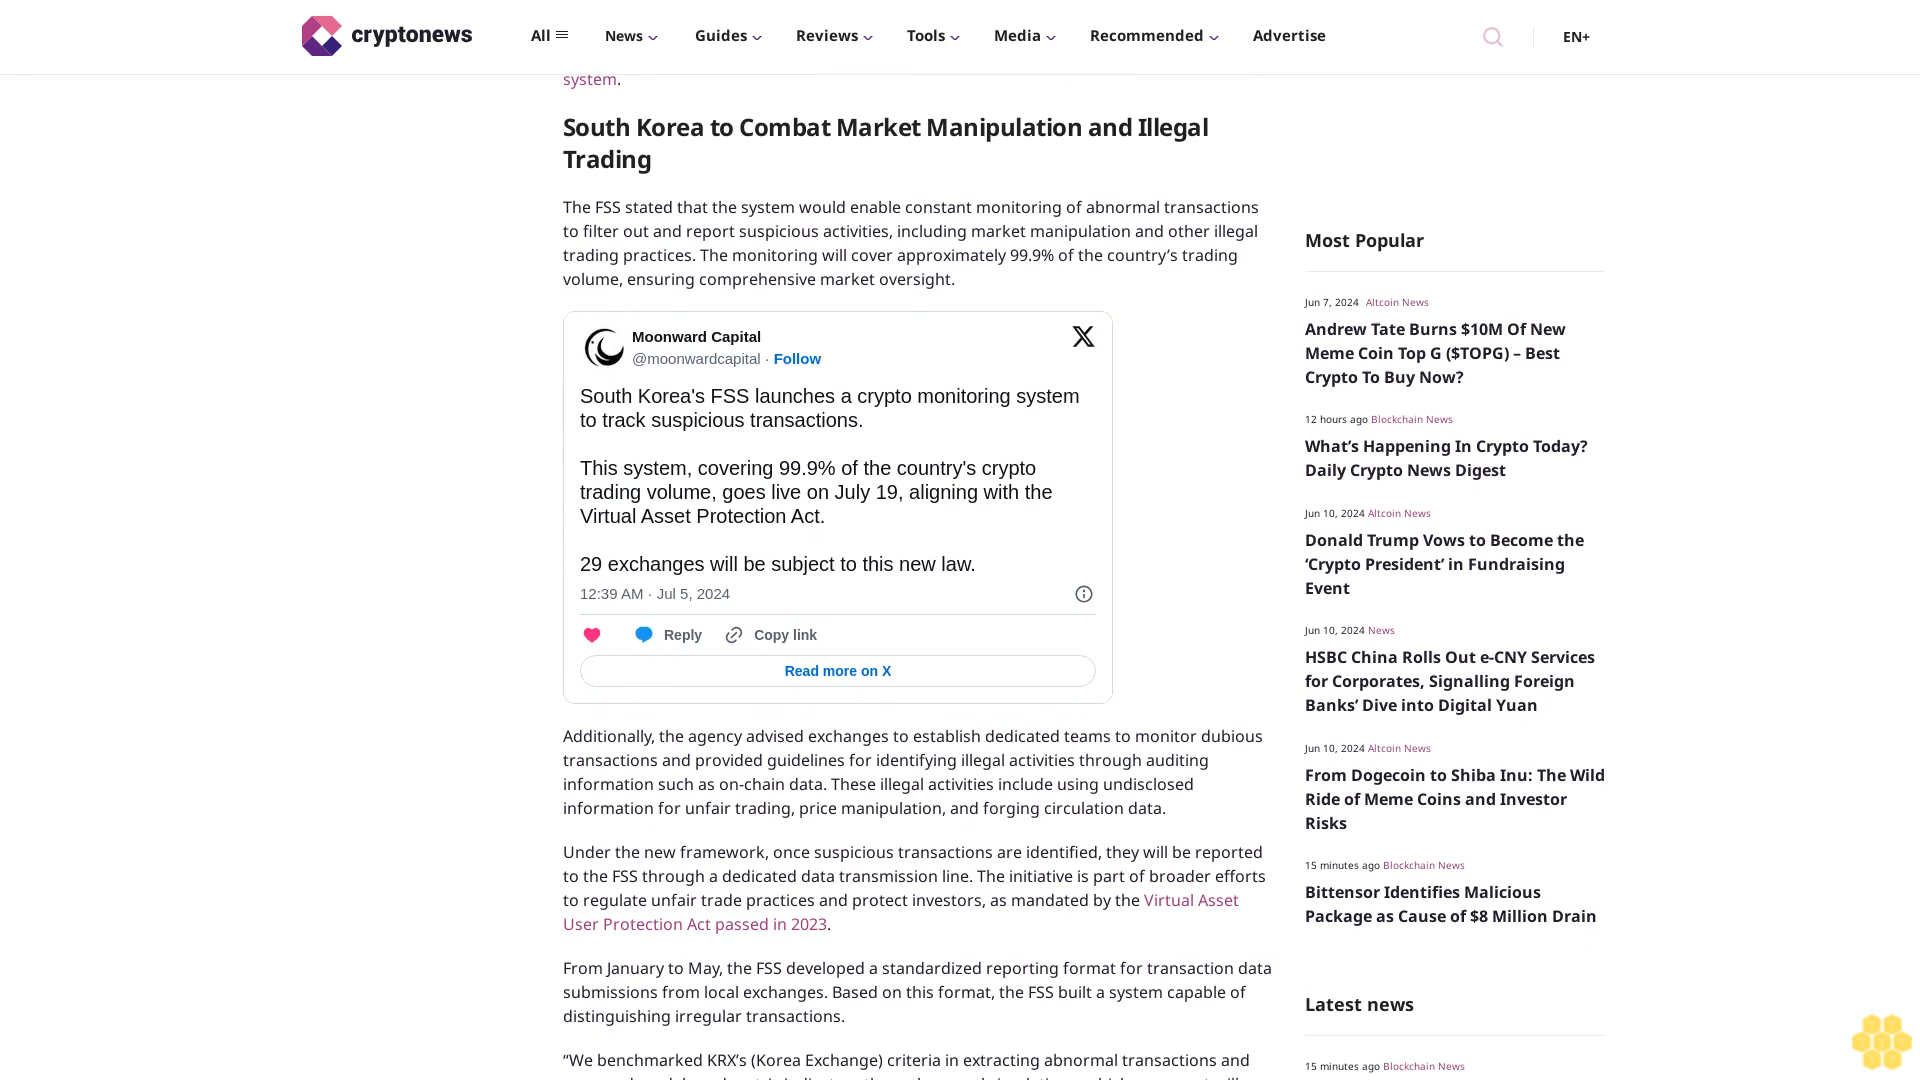 cryptonews
All
News
Guides
Reviews
Tools
Media
Recommended
Advertise
EN+
system.
South Korea to Combat Market Manipulation and Illegal
Trading
The FSS stated that the system would enable constant monitoring of abnormal transactions
to filter out and report suspicious activities, including market manipulation and other illegal
trading practices. The monitoring will cover approximately 99.9% of the country’s trading
volume, ensuring comprehensive market oversight.
Moonward Capital
@moonwardcapital · Follow
South Korea's FSS launches a crypto monitoring system
to track suspicious transactions.
This system, covering 99.9% of the country's crypto
trading volume, goes live on July 19, aligning with the
Virtual Asset Protection Act.
29 exchanges will be subject to this new law.
12:39 AM · Jul 5, 2024
Reply
Copy link
Read more on X
Additionally, the agency advised exchanges to establish dedicated teams to monitor dubious
transactions and provided guidelines for identifying illegal activities through auditing
information such as on-chain data. These illegal activities include using undisclosed
information for unfair trading, price manipulation, and forging circulation data.
Under the new framework, once suspicious transactions are identified, they will be reported
to the FSS through a dedicated data transmission line. The initiative is part of broader efforts
to regulate unfair trade practices and protect investors, as mandated by the Virtual Asset
User Protection Act passed in 2023.
From January to May, the FSS developed a standardized reporting format for transaction data
submissions from local exchanges. Based on this format, the FSS built a system capable of
distinguishing irregular transactions.
“We benchmarked KRX’s (Korea Exchange) criteria in extracting abnormal transactions and
Most Popular
Jun 7, 2024 Altcoin News
Andrew Tate Burns $10M Of New
Meme Coin Top G ($TOPG) – Best
Crypto To Buy Now?
12 hours ago Blockchain News
What’s Happening In Crypto Today?
Daily Crypto News Digest
Jun 10, 2024 Altcoin News
Donald Trump Vows to Become the
‘Crypto President’ in Fundraising
Event
Jun 10, 2024 News
HSBC China Rolls Out e-CNY Services
for Corporates, Signalling Foreign
Banks’ Dive into Digital Yuan
Jun 10, 2024 Altcoin News
From Dogecoin to Shiba Inu: The Wild
Ride of Meme Coins and Investor
Risks
15 minutes ago Blockchain News
Bittensor Identifies Malicious
Package as Cause of $8 Million Drain
Latest news
15 minutes ago Blockchain News